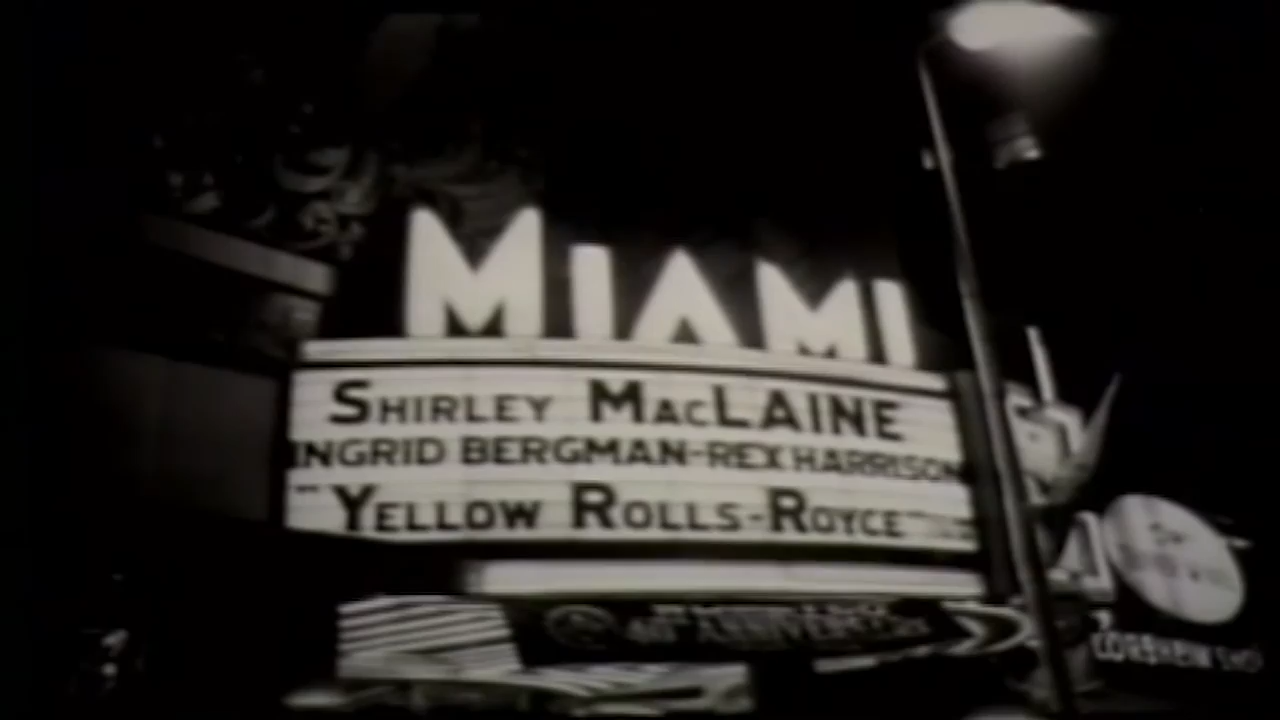 MIAMI
SHIRLEY MACLAINE
INGRID BERGMAN-REX HARRISON
"YELLOW ROLLS-ROYCE"
ANNIVERSARY